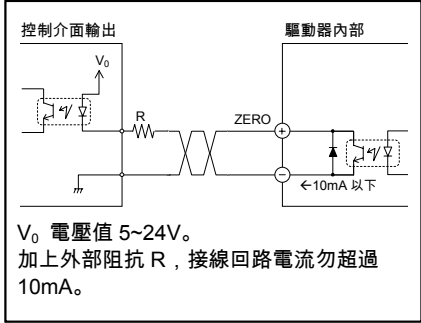 控制介面輸出
驅動器內部
V₀
R
ZERO
+
−
←10mA 以下
V₀ 電壓值 5~24V。
加上外部阻抗 R，接線回路電流勿超過
10mA。